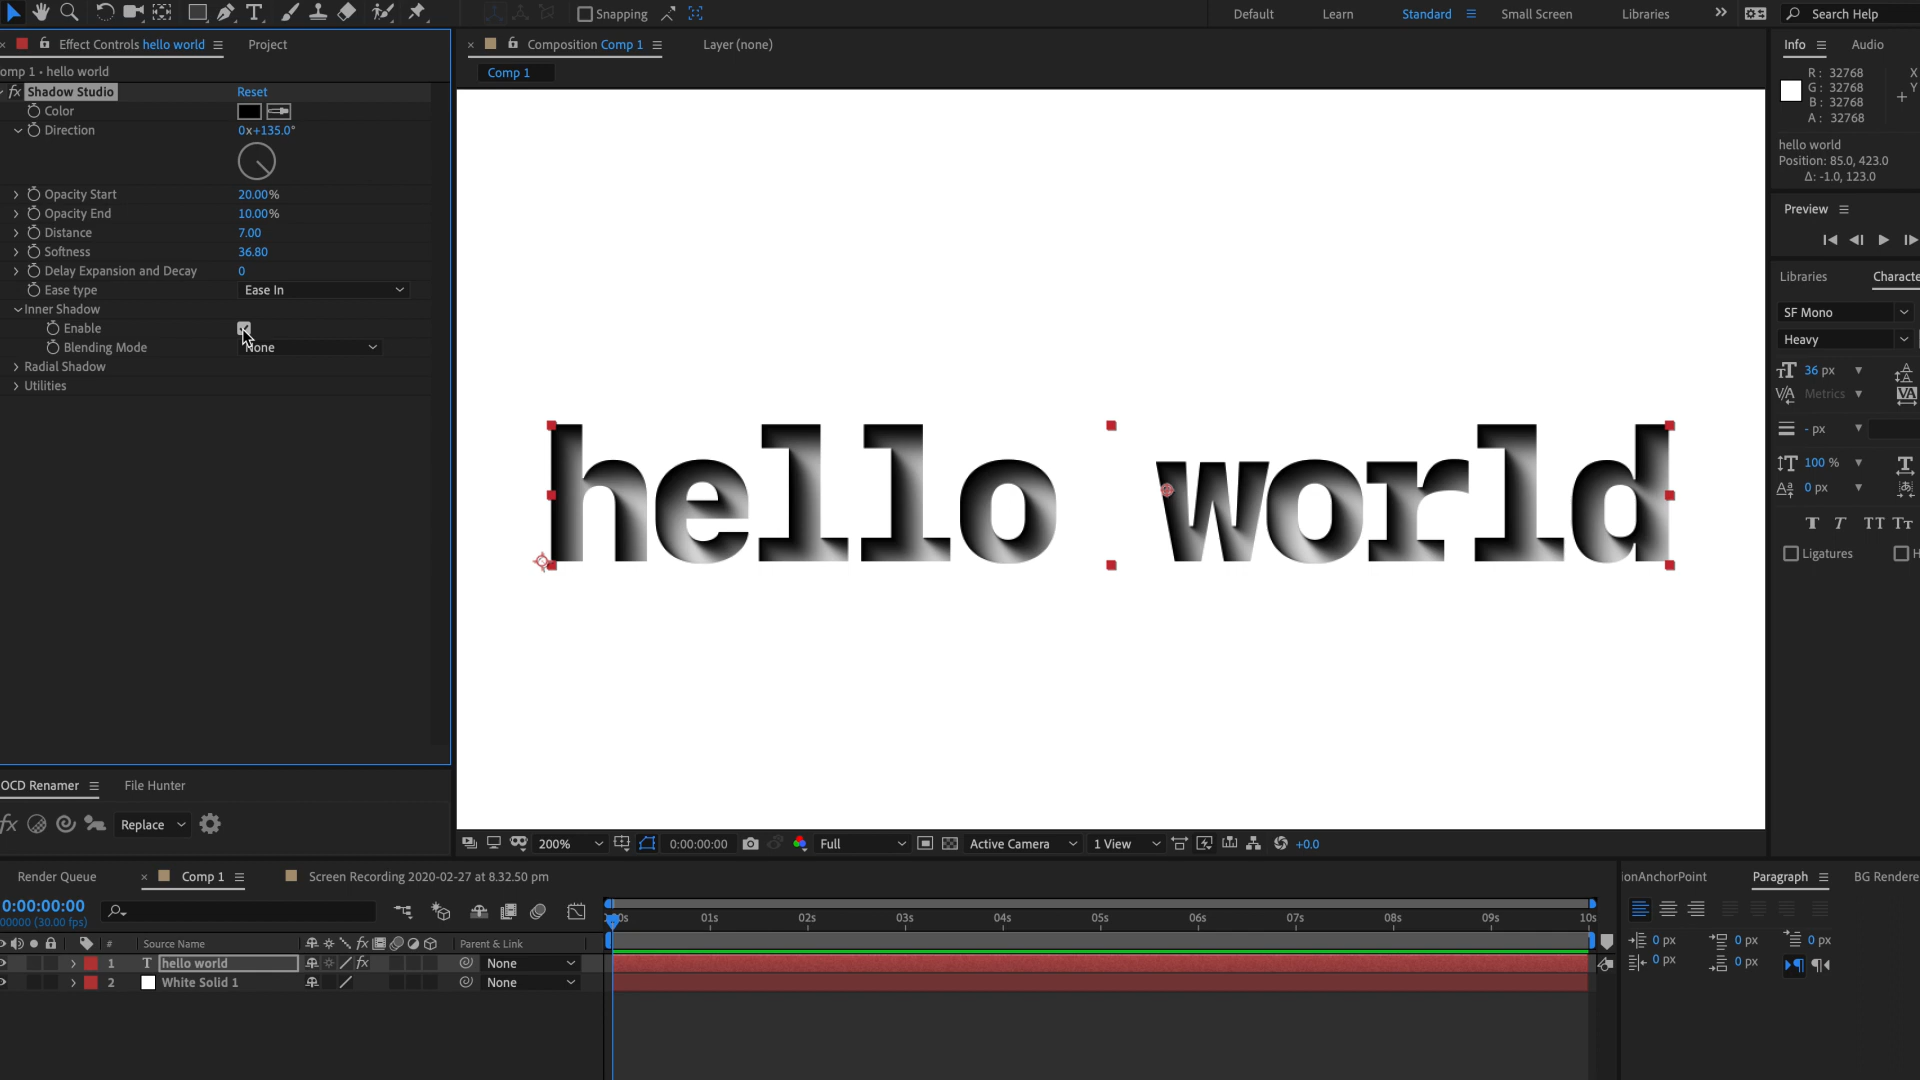 Snapping
Default
Learn
Standard
Small Screen
Libraries
Search Help
Effect Controls hello world
Project
Composition Comp 1
Layer (none)
Info
Audio
omp 1 • hello world
Comp 1
R: 32768
G: 32768
B: 32768
A: 32768
X
Y
fx Shadow Studio
Reset
Color
Direction
0x+135.0°
hello world
Position: 85.0, 423.0
Δ: -1.0, 123.0
Opacity Start
20.00%
Opacity End
10.00%
Distance
7.00
Softness
36.80
Delay Expansion and Decay
0
Ease type
Ease In
Inner Shadow
Enable
Blending Mode
None
Radial Shadow
Utilities
Preview
Libraries
Characte
SF Mono
Heavy
36 px
Metrics
- px
100 %
0 px
T T TT Tt
Ligatures
H
hello world
OCD Renamer
File Hunter
fx
Replace
200%
0:00:00:00
Full
Active Camera
1 View
+0.0
Render Queue
Comp 1
Screen Recording 2020-02-27 at 8.32.50 pm
ionAnchorPoint
Paragraph
BG Rendere
0:00:00:00
00000 (30.00 fps)
00s
01s
02s
03s
04s
05s
06s
07s
08s
09s
10s
#
Source Name
fx
Parent & Link
1
T
hello world
fx
None
2
White Solid 1
None
0 px
0 px
0 px
0 px
0 px